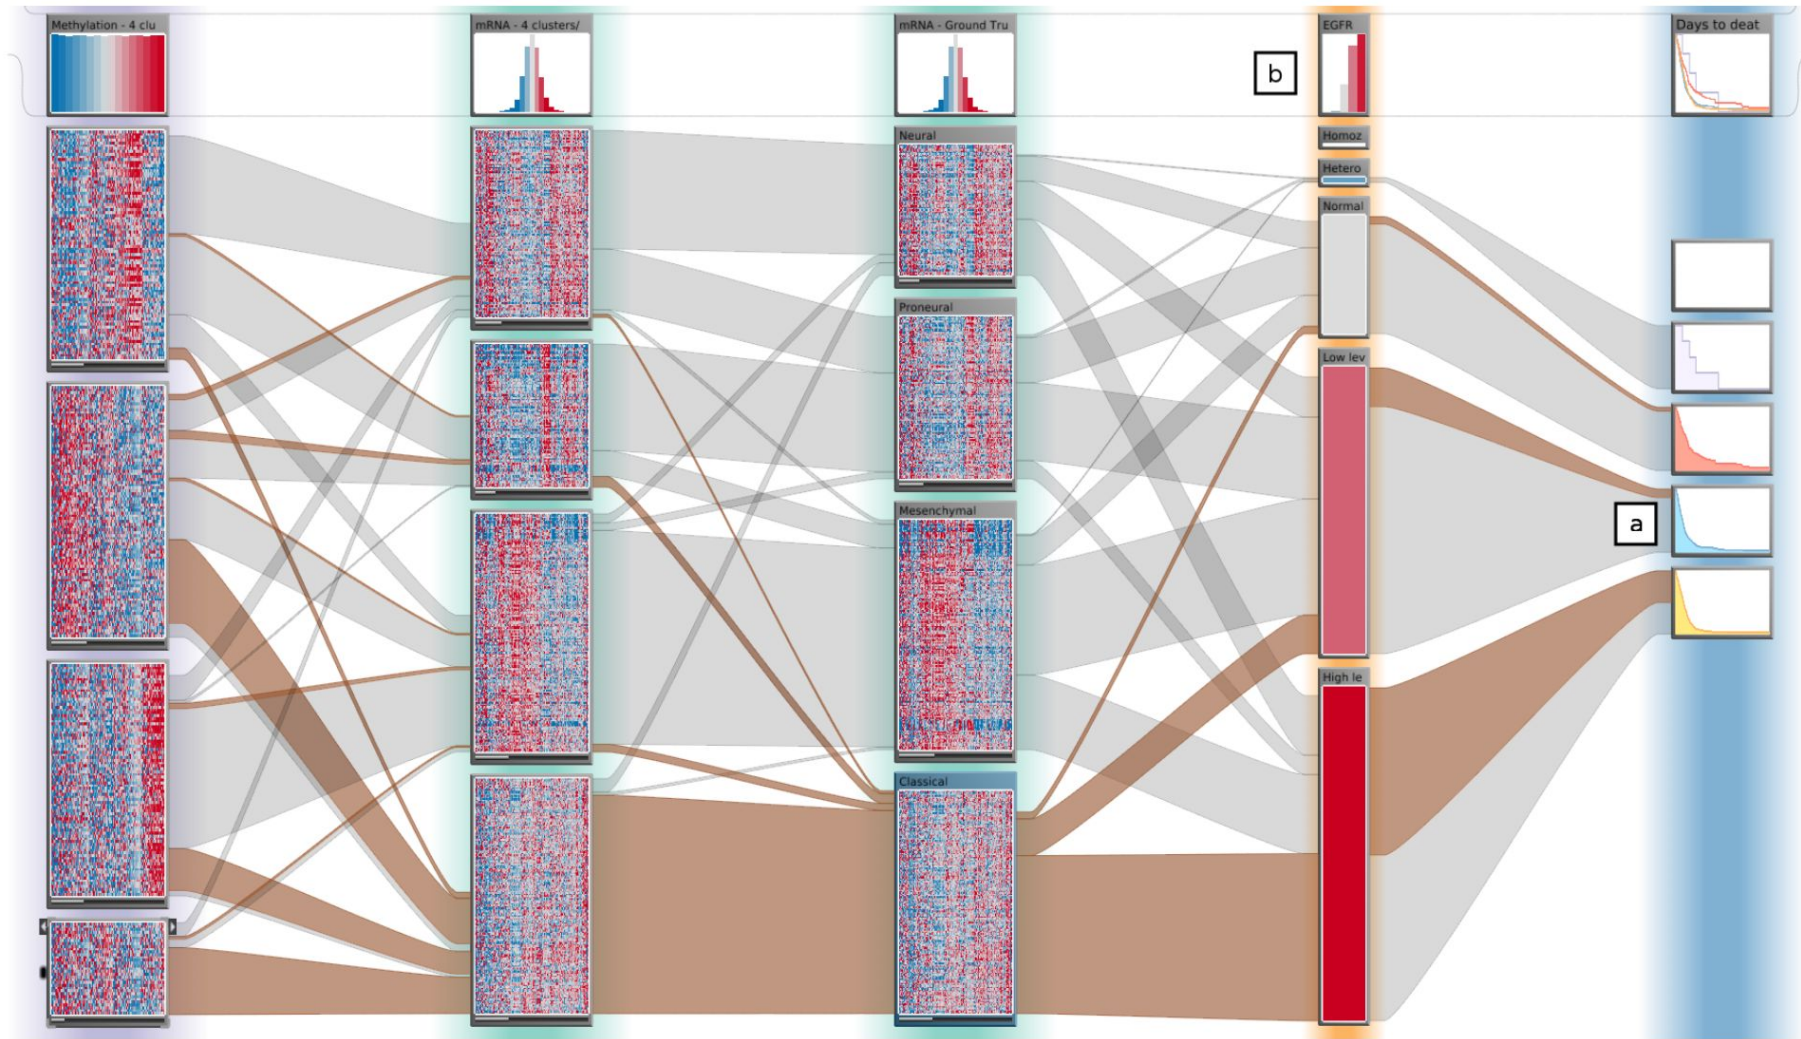 Methylation - 4 clu
mRNA - 4 clusters/
mRNA - Ground Tru
EGFR
Days to deat
b
Neural
Homoz
Hetero
Normal
Proneural
Low lev
Mesenchymal
a
High le
Classical